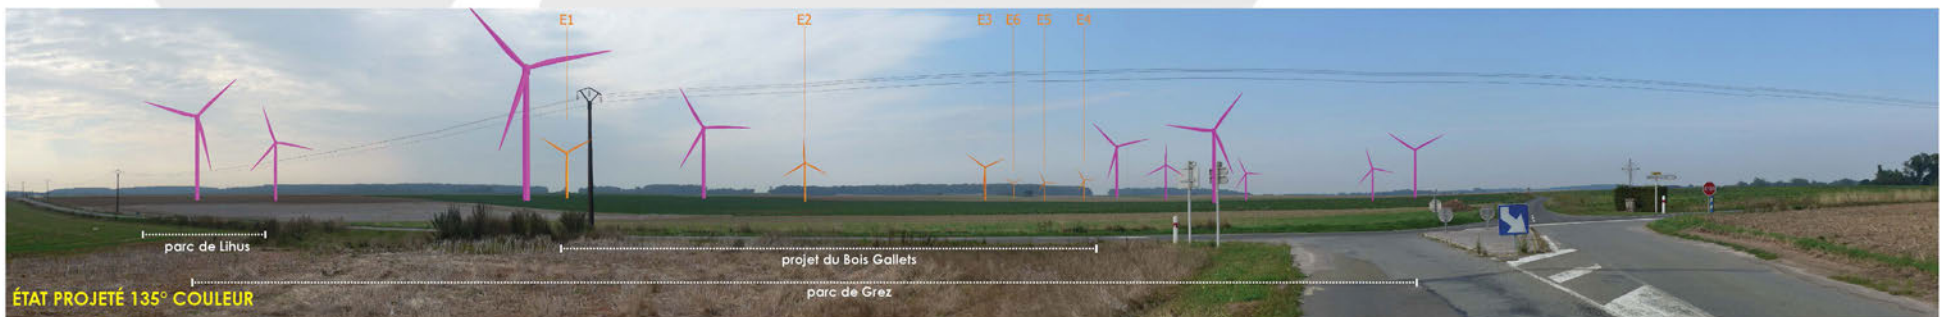 E1 E2 E3 E6 E5 E4
parc de Lihus
projet du Bois Gallets
parc de Grez
ÉTAT PROJETÉ 135° COULEUR